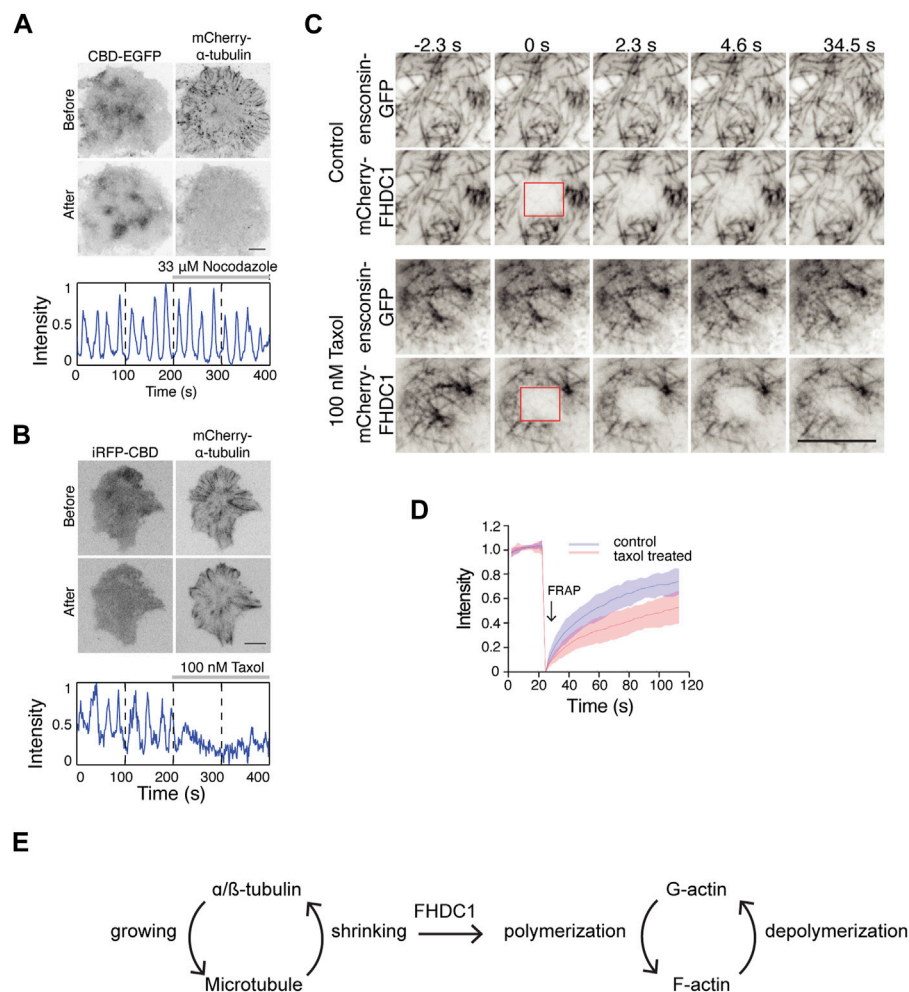 A
CBD-EGFP
mCherry-
α-tubulin
Before
After
33 µM Nocodazole
1
0.5
0
Intensity
0 100 200 300 400
Time (s)
B
iRFP-CBD
mCherry-
α-tubulin
Before
After
100 nM Taxol
1
0.5
0
Intensity
0 100 200 300 400
Time (s)
C
-2.3 s 0 s 2.3 s 4.6 s 34.5 s
Control
ensconsin-
GFP
mCherry-
FHDC1
100 nM Taxol
ensconsin-
GFP
mCherry-
FHDC1
D
1.2
1.0
0.8
0.6
0.4
0.2
0
Intensity
control
taxol treated
FRAP
0 20 40 60 80 100 120
Time (s)
E
α/ß-tubulin
growing
shrinking
Microtubule
FHDC1
G-actin
polymerization
depolymerization
F-actin